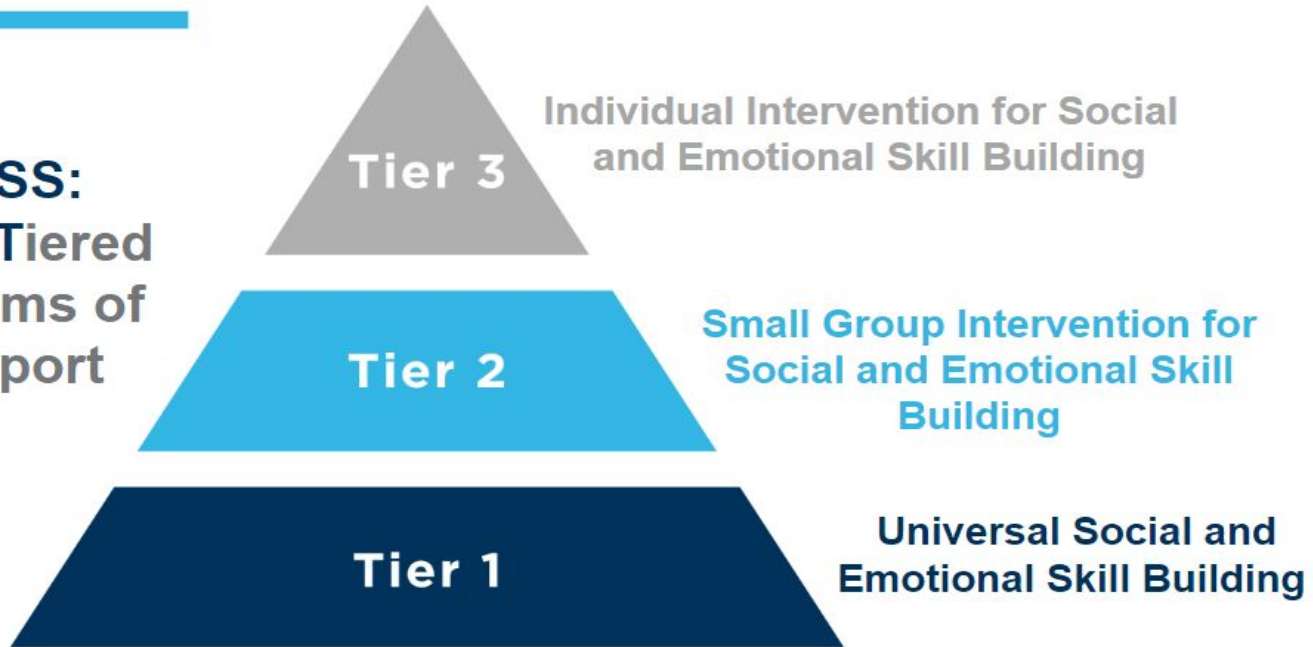 SS:
Tiered
ms of
port
Tier 3
Individual Intervention for Social
and Emotional Skill Building
Tier 2
Small Group Intervention for
Social and Emotional Skill
Building
Tier 1
Universal Social and
Emotional Skill Building